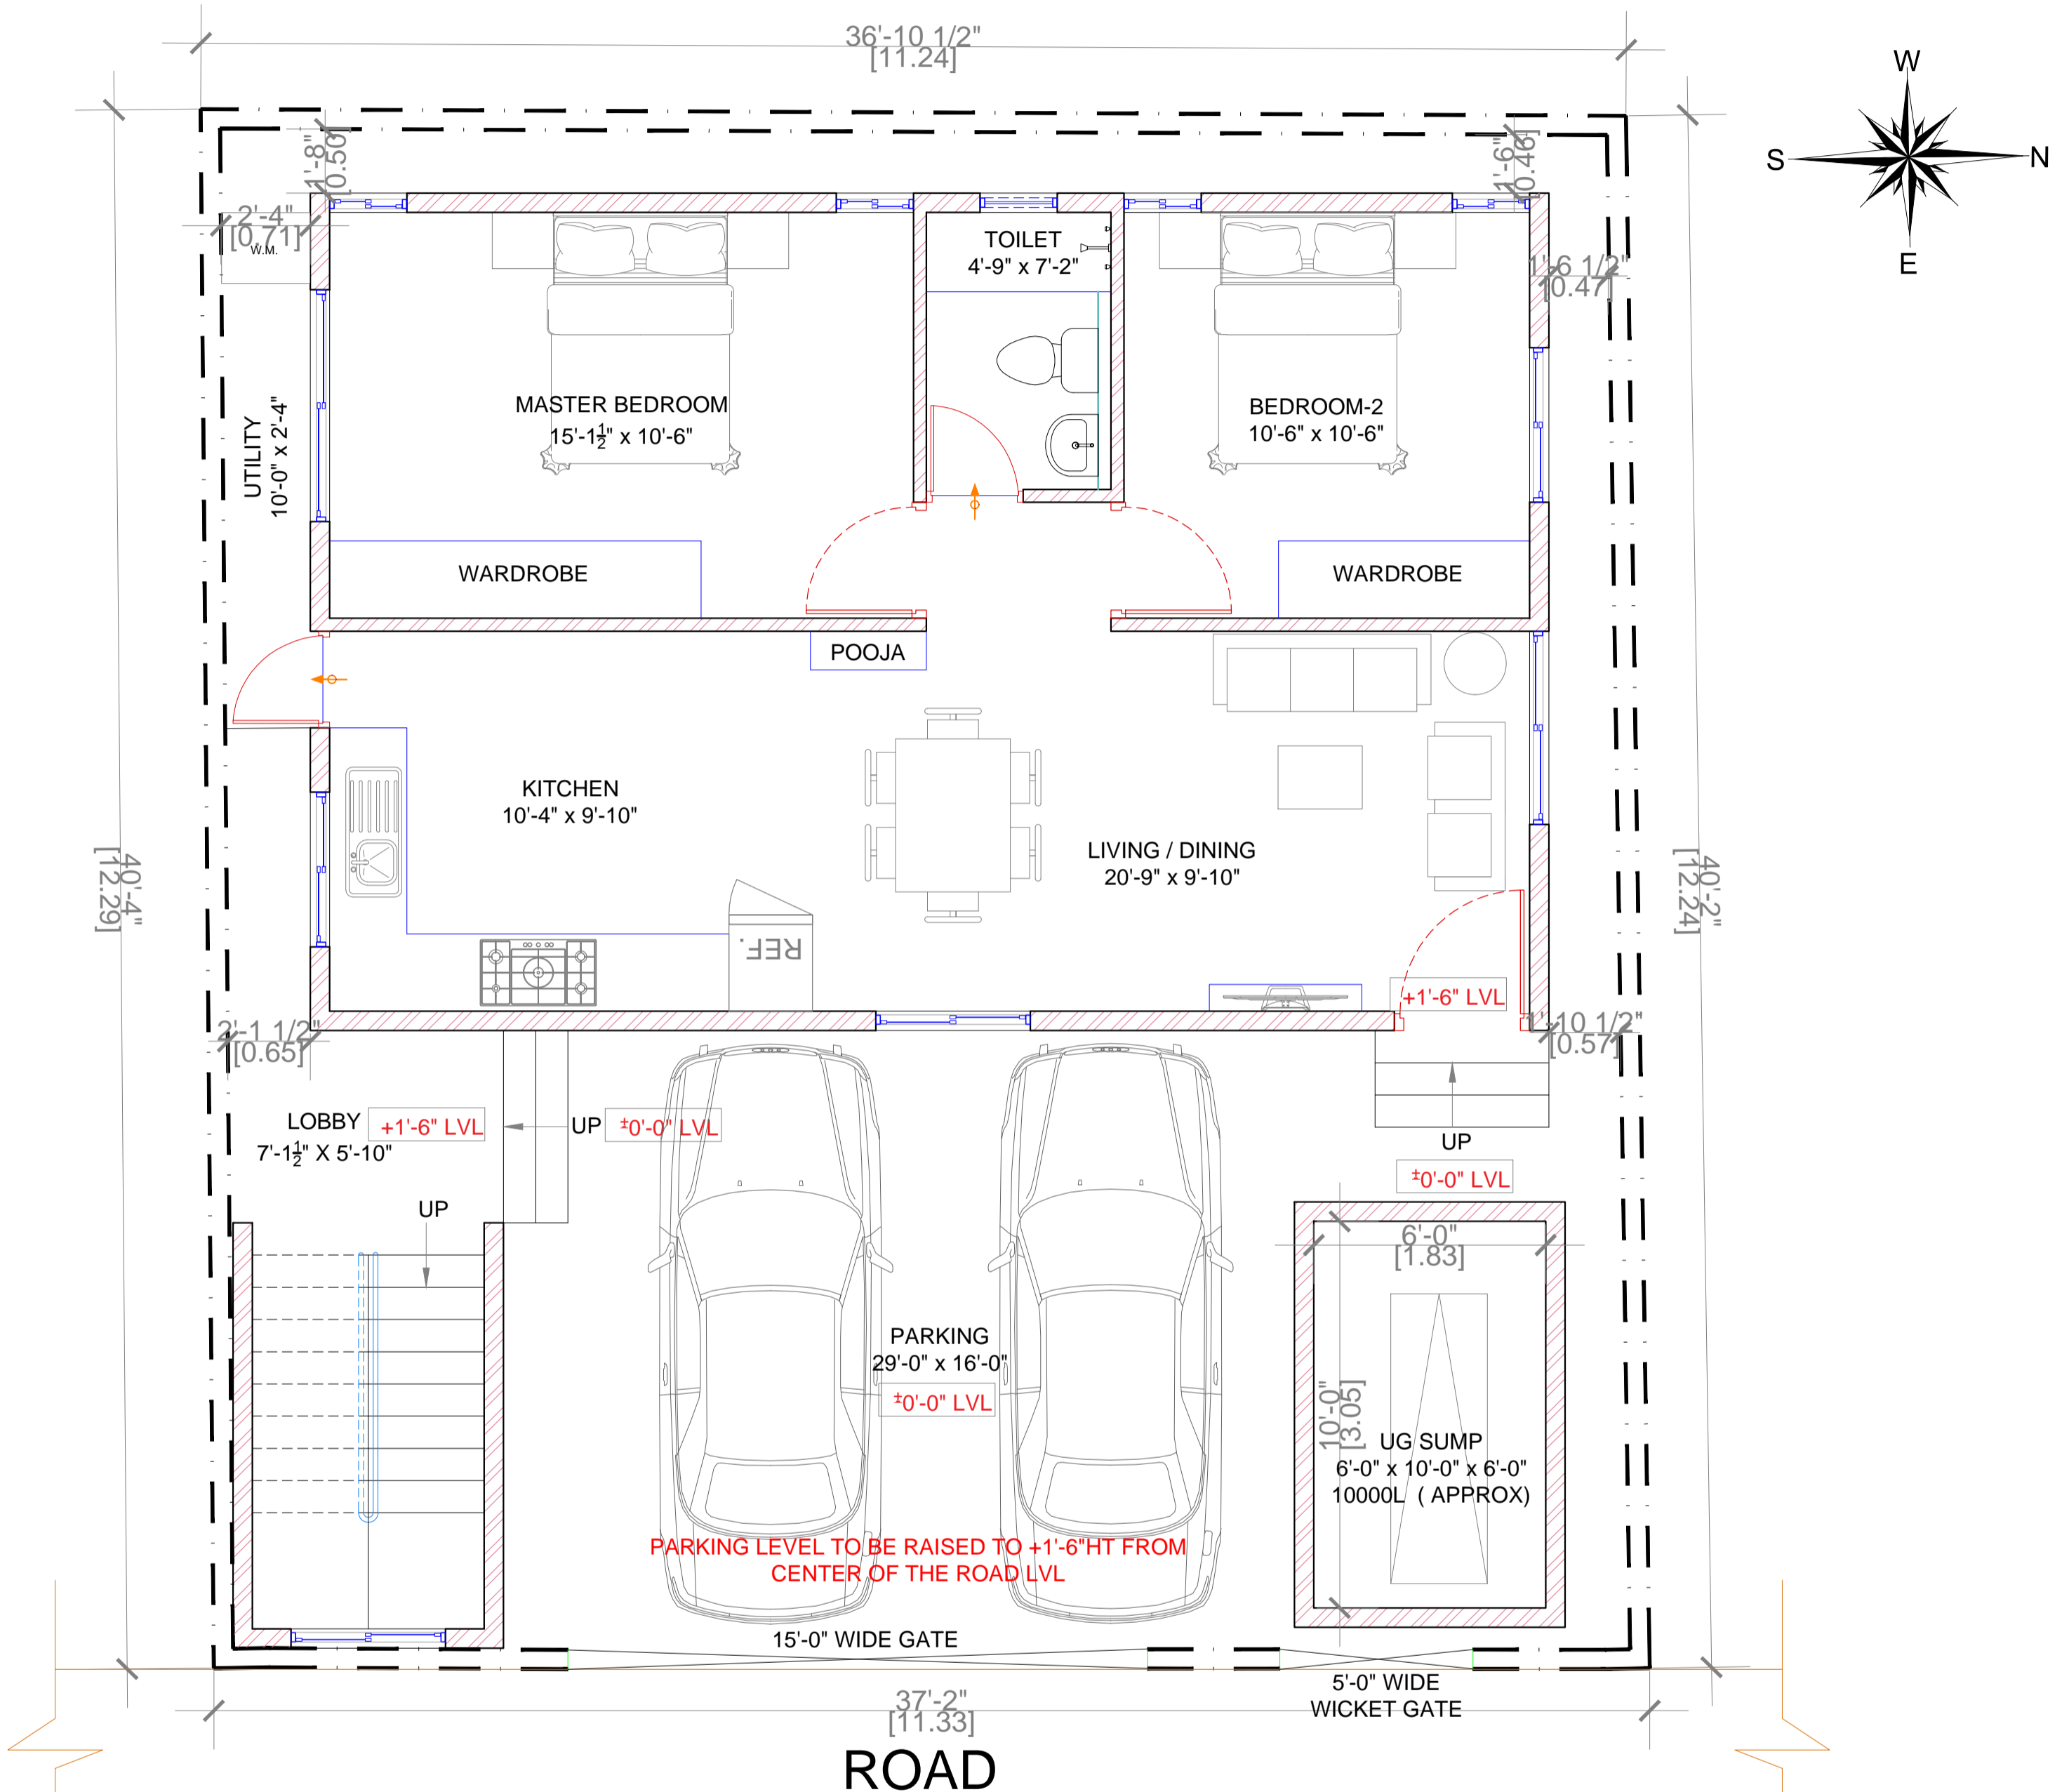 36'-10 1/2"
[11.24]
W
S
N
E
1'-8"
[0.50]
1'-6"
[0.46]
2'-4"
[0.71]
W.M.
TOILET
4'-9" x 7'-2"
1'-6 1/2"
[0.47]
MASTER BEDROOM
15'-1½" x 10'-6"
BEDROOM-2
10'-6" x 10'-6"
UTILITY
10'-0" x 2'-4"
WARDROBE
WARDROBE
POOJA
KITCHEN
10'-4" x 9'-10"
LIVING / DINING
20'-9" x 9'-10"
40'-4"
[12.29]
40'-2"
[12.24]
REF.
+1'-6" LVL
2'-1 1/2"
[0.65]
1'-10 1/2"
[0.57]
LOBBY
7'-1½" X 5'-10"
+1'-6" LVL
UP
±0'-0" LVL
UP
±0'-0" LVL
UP
6'-0"
[1.83]
PARKING
29'-0" x 16'-0"
±0'-0" LVL
10'-0"
[3.05]
UG SUMP
6'-0" x 10'-0" x 6'-0"
10000L ( APPROX)
PARKING LEVEL TO BE RAISED TO +1'-6"HT FROM
CENTER OF THE ROAD LVL
15'-0" WIDE GATE
5'-0" WIDE
WICKET GATE
37'-2"
[11.33]
ROAD